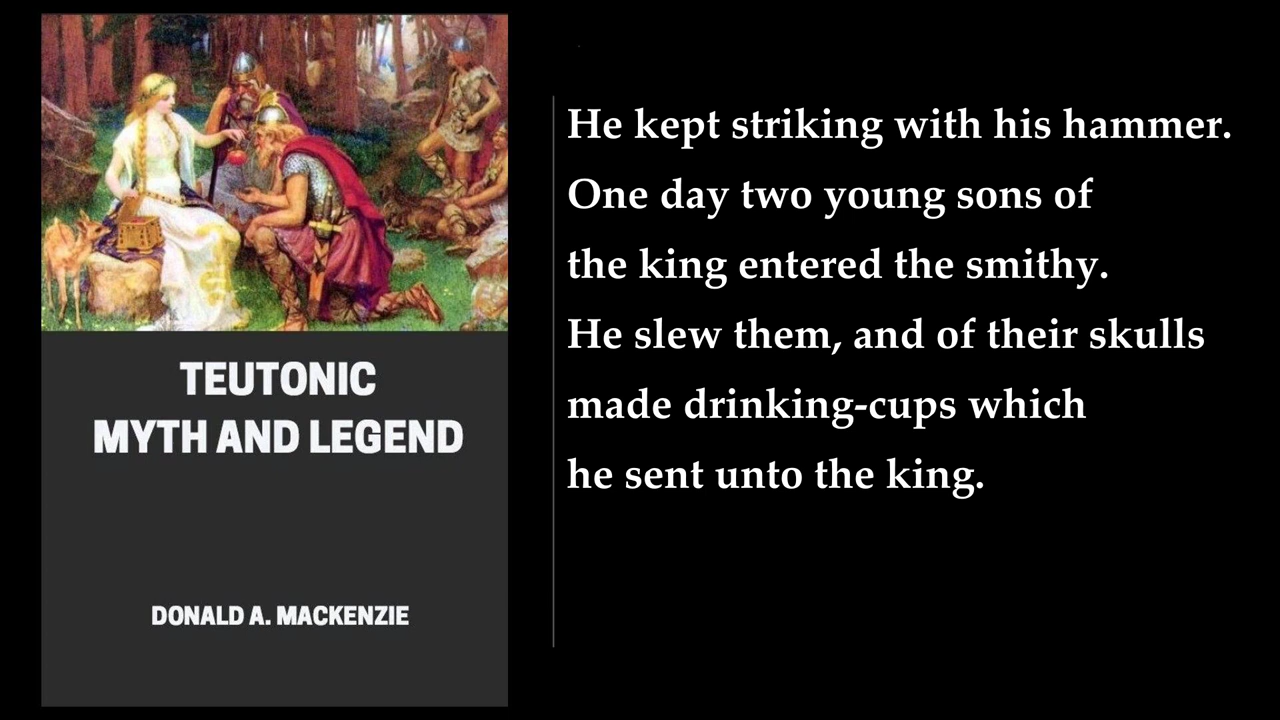 TEUTONIC
MYTH AND LEGEND
DONALD A. MACKENZIE
He kept striking with his hammer.
One day two young sons of
the king entered the smithy.
He slew them, and of their skulls
made drinking-cups which
he sent unto the king.